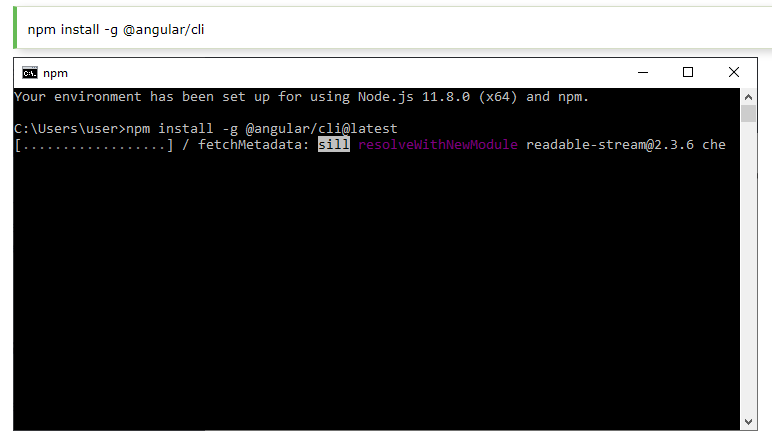 npm install -g @angular/cli
npm
Your environment has been set up for using Node.js 11.8.0 (x64) and npm.
C:\Users\user>npm install -g @angular/cli@latest
[..................] / fetchMetadata: sill resolveWithNewModule readable-stream@2.3.6 che